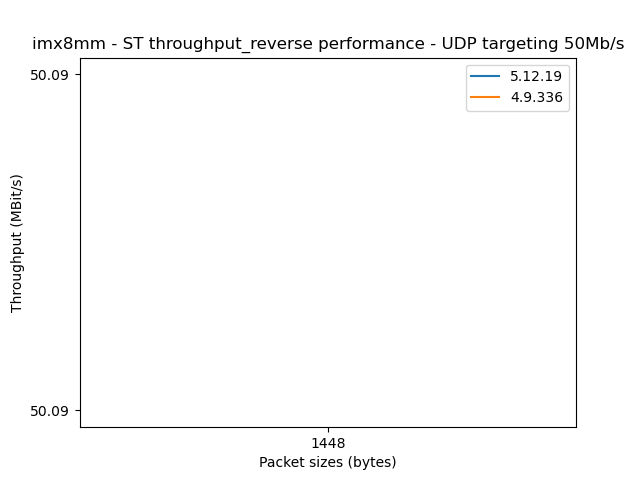 imx8mm - ST throughput_reverse performance - UDP targeting 50Mb/s
50.09
5.12.19
4.9.336
Throughput (MBit/s)
50.09
1448
Packet sizes (bytes)